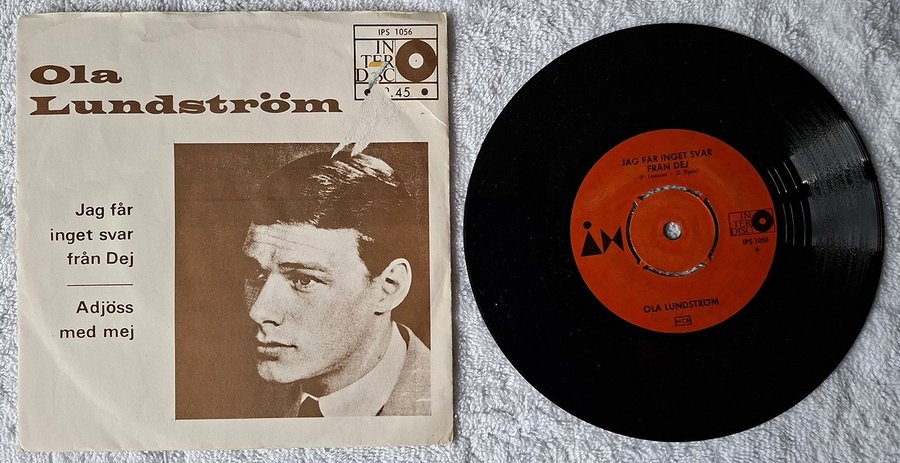 Ola
Lundström
IPS 1056
IN
TER
DISC
45
Jag får
inget svar
från Dej
Adjöss
med mej
JAG FÅR INGET SVAR
FRÅN DEJ
IN
TER
DISC
IPS 1056
A
OLA LUNDSTRÖM
NCB